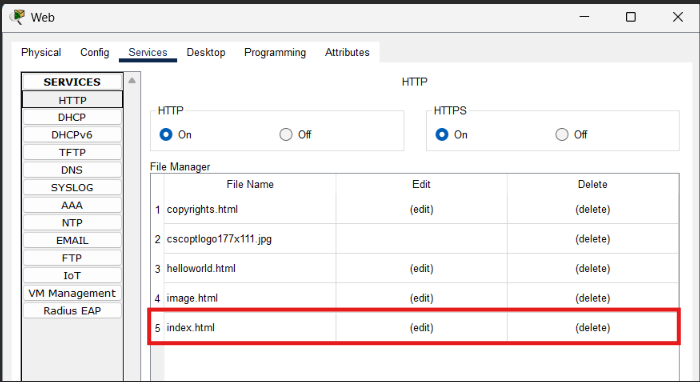 Web
Physical Config Services Desktop Programming Attributes
SERVICES
HTTP
DHCP
DHCPv6
TFTP
DNS
SYSLOG
AAA
NTP
EMAIL
FTP
IoT
VM Management
Radius EAP
HTTP
HTTP
On Off
HTTPS
On Off
File Manager
File Name Edit Delete
1 copyrights.html (edit) (delete)
2 cscoptlogo177x111.jpg (delete)
3 helloworld.html (edit) (delete)
4 image.html (edit) (delete)
5 index.html (edit) (delete)